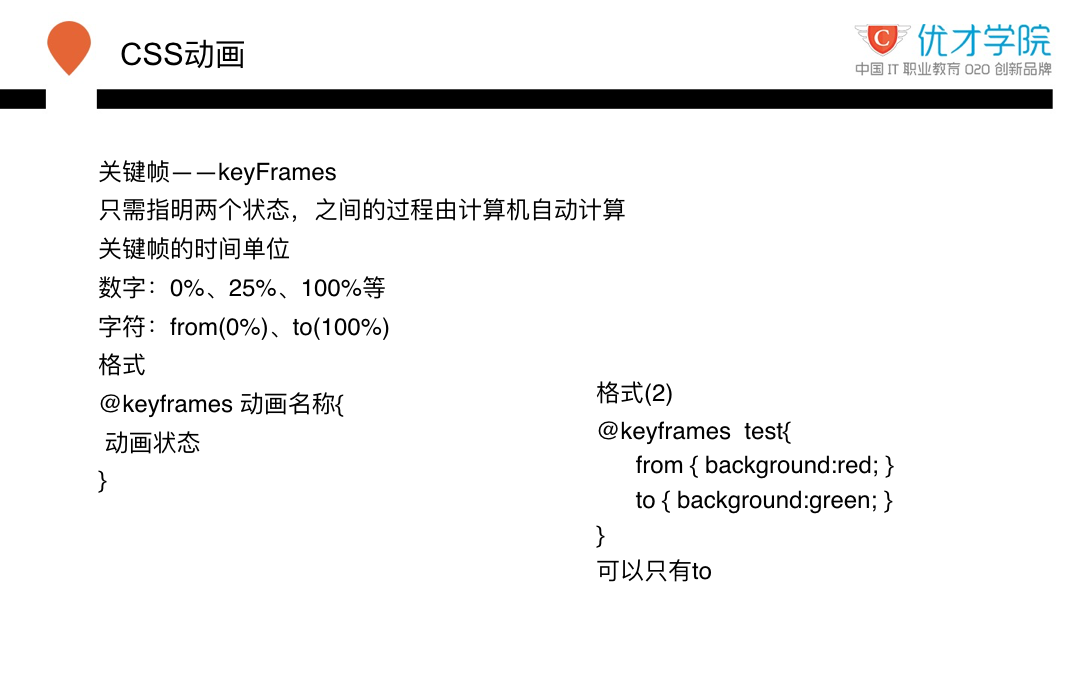 CSS动画
C
优才学院
中国 IT 职业教育 O2O 创新品牌
关键帧——keyFrames
只需指明两个状态，之间的过程由计算机自动计算
关键帧的时间单位
数字：0%、25%、100%等
字符：from(0%)、to(100%)
格式
@keyframes 动画名称{
动画状态
}
格式(2)
@keyframes  test{
from { background:red; }
to { background:green; }
}
可以只有to